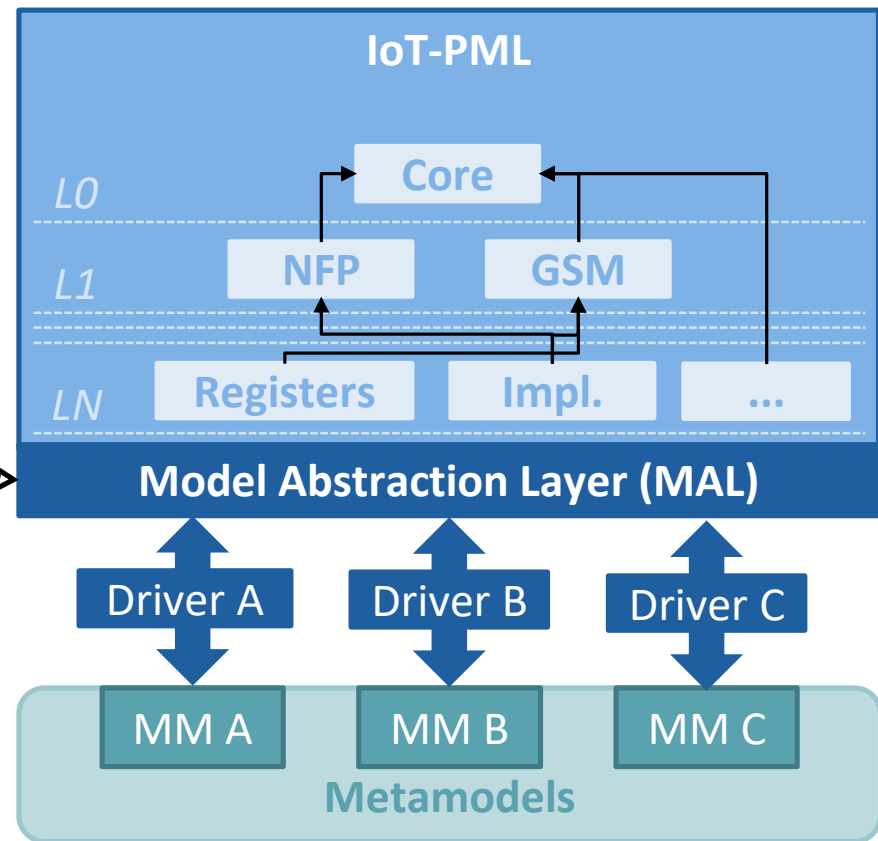 IoT-PML
Core
L0
NFP GSM
L1
Registers Impl. ...
LN
Model Abstraction Layer (MAL)
Driver A Driver B Driver C
MM A MM B MM C
Metamodels